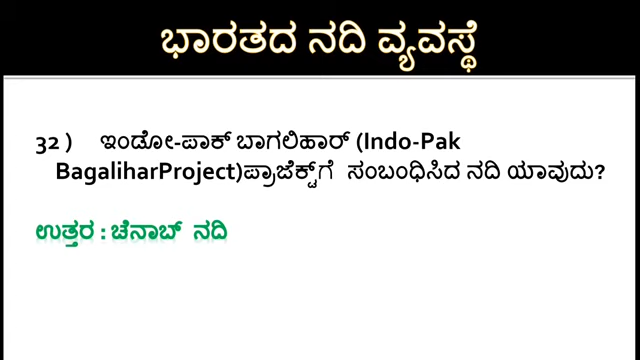 ಭಾರತದ ನದಿ ವ್ಯವಸ್ಥೆ
32 ) ಇಂಡೋ-ಪಾಕ್ ಬಾಗಲಿಹಾರ್ (Indo-Pak
BagaliharProject)ಪ್ರಾಜೆಕ್ಟ್‌ಗೆ ಸಂಬಂಧಿಸಿದ ನದಿ ಯಾವುದು?
ಉತ್ತರ : ಚೆನಾಬ್ ನದಿ